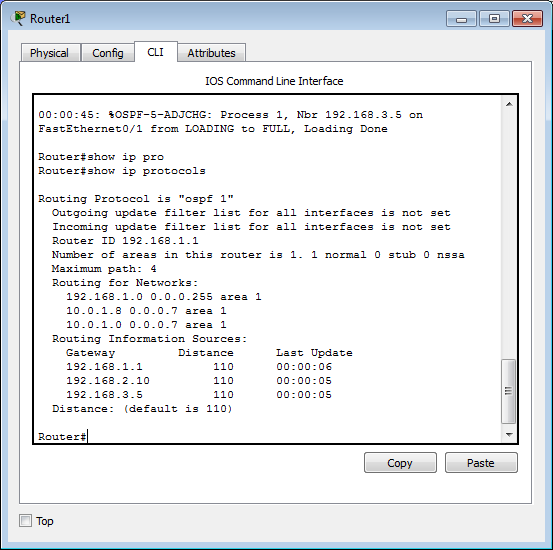 Router1
Physical Config CLI Attributes
IOS Command Line Interface
00:00:45: %OSPF-5-ADJCHG: Process 1, Nbr 192.168.3.5 on
FastEthernet0/1 from LOADING to FULL, Loading Done
Router#show ip pro
Router#show ip protocols
Routing Protocol is "ospf 1"
Outgoing update filter list for all interfaces is not set
Incoming update filter list for all interfaces is not set
Router ID 192.168.1.1
Number of areas in this router is 1. 1 normal 0 stub 0 nssa
Maximum path: 4
Routing for Networks:
192.168.1.0 0.0.0.255 area 1
10.0.1.8 0.0.0.7 area 1
10.0.1.0 0.0.0.7 area 1
Routing Information Sources:
Gateway Distance Last Update
192.168.1.1 110 00:00:06
192.168.2.10 110 00:00:05
192.168.3.5 110 00:00:05
Distance: (default is 110)
Router#
Copy Paste
Top